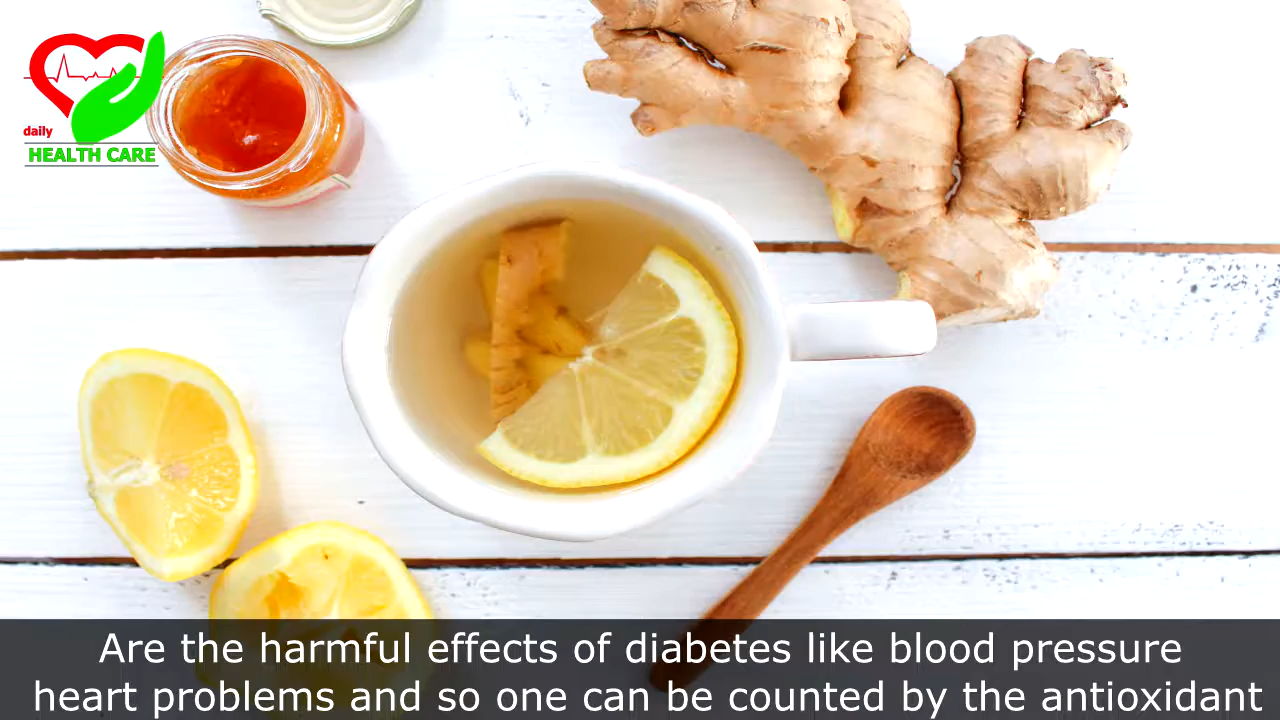 daily
HEALTH CARE
Are the harmful effects of diabetes like blood pressure
heart problems and so one can be counted by the antioxidant